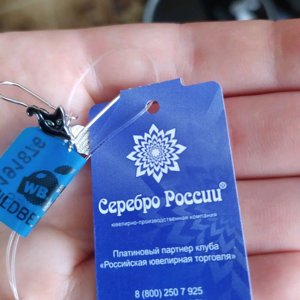 Серебро России®
ювелирно-производственная компания
Платиновый партнер клуба
«Российская ювелирная торговля»
8 (800) 250 7 925
WB